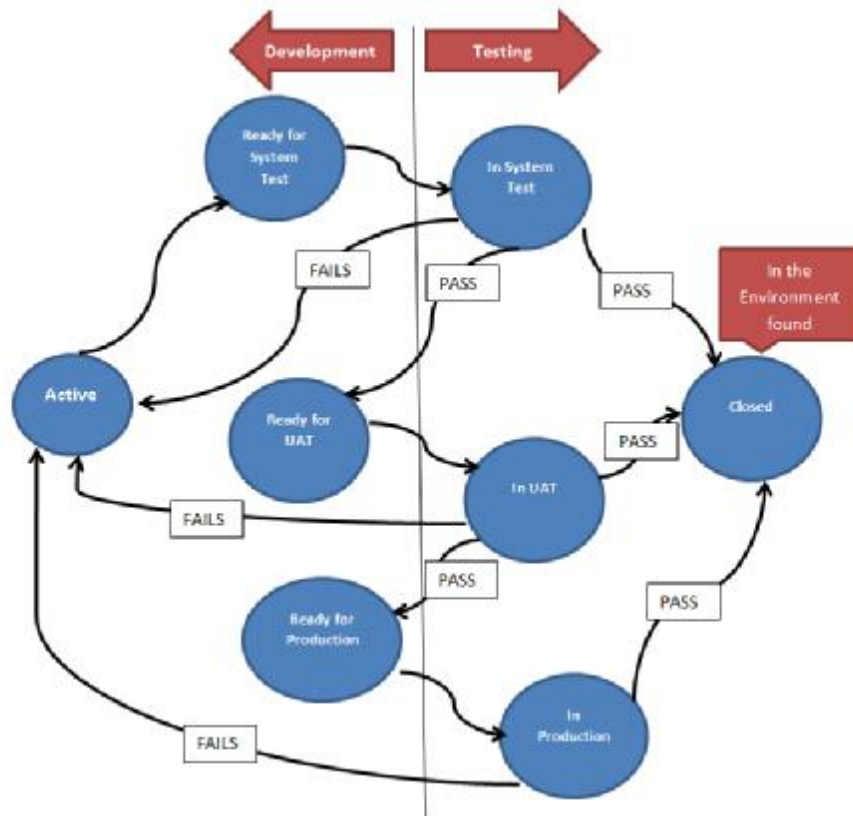 Development
Testing
Ready for
System
Test
In System
Test
FAILS
PASS
PASS
In the
Environment
found
Active
Ready for
UAT
Closed
PASS
In UAT
FAILS
PASS
Ready for
Production
PASS
In
Production
FAILS